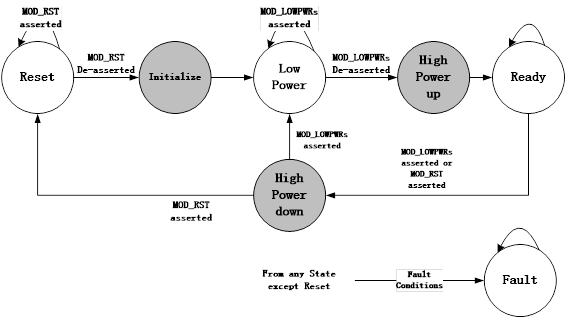 MOD_RST
asserted
MOD_LOWPWRs
asserted
Reset
MOD_RST
De-asserted
Initialize
Low
Power
MOD_LOWPWRs
De-asserted
High
Power
up
Ready
MOD_LOWPWRs
asserted
MOD_LOWPWRs
asserted or
MOD_RST
asserted
High
Power
down
MOD_RST
asserted
From any State
except Reset
Fault
Conditions
Fault